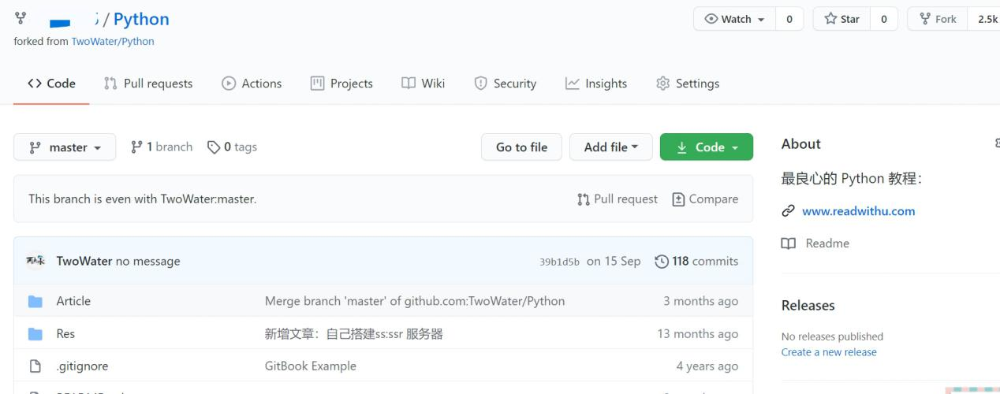 / Python
Watch 0 Star 0 Fork 2.5k
forked from TwoWater/Python
Code Pull requests Actions Projects Wiki Security Insights Settings
master 1 branch 0 tags Go to file Add file Code
About
最良心的 Python 教程：
www.readwithu.com
Readme
This branch is even with TwoWater:master. Pull request Compare
TwoWater no message 39b1d5b on 15 Sep 118 commits
Article Merge branch 'master' of github.com:TwoWater/Python 3 months ago
Res 新增文章：自己搭建ss:ssr 服务器 13 months ago
.gitignore GitBook Example 4 years ago
Releases
No releases published
Create a new release